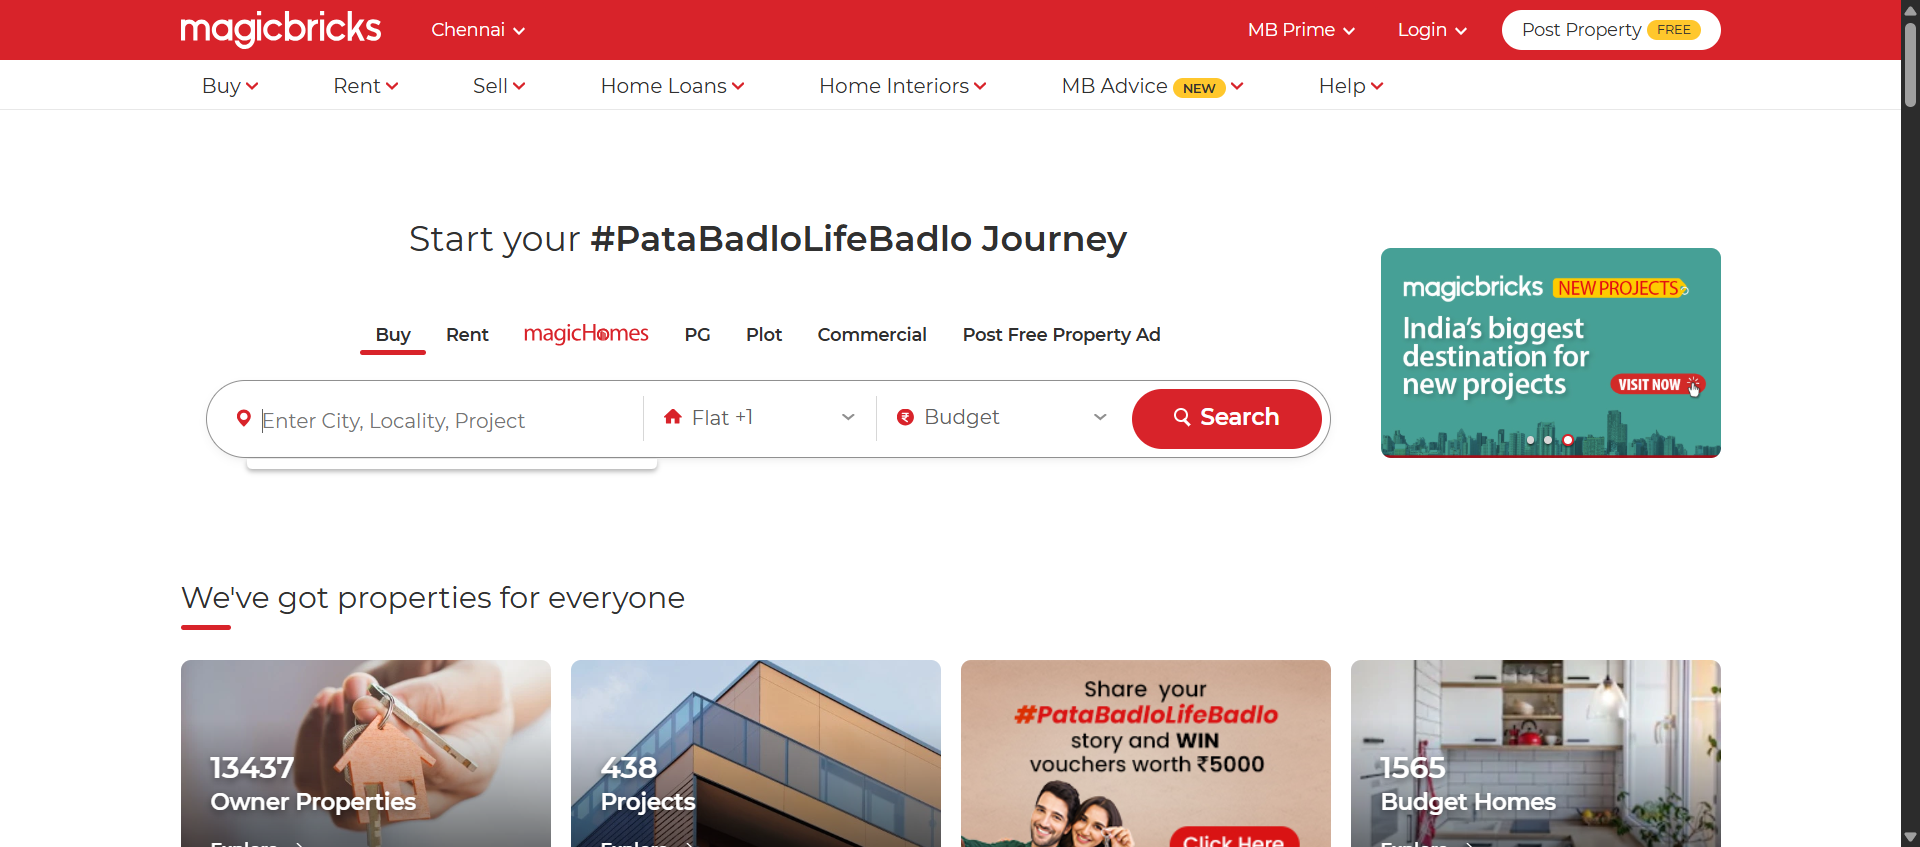 magicbricks
Chennai
MB Prime
Login
Post Property FREE
Buy
Rent
Sell
Home Loans
Home Interiors
MB Advice NEW
Help
Start your #PataBadloLifeBadlo Journey
Buy
Rent
magicHomes
PG
Plot
Commercial
Post Free Property Ad
Enter City, Locality, Project
Flat +1
Budget
Search
magicbricks NEW PROJECTS
India's biggest
destination for
new projects
VISIT NOW
We've got properties for everyone
13437
Owner Properties
Explore
438
Projects
Explore
Share your
#PataBadloLifeBadlo
story and WIN
vouchers worth ₹5000
Click Here
1565
Budget Homes
Explore